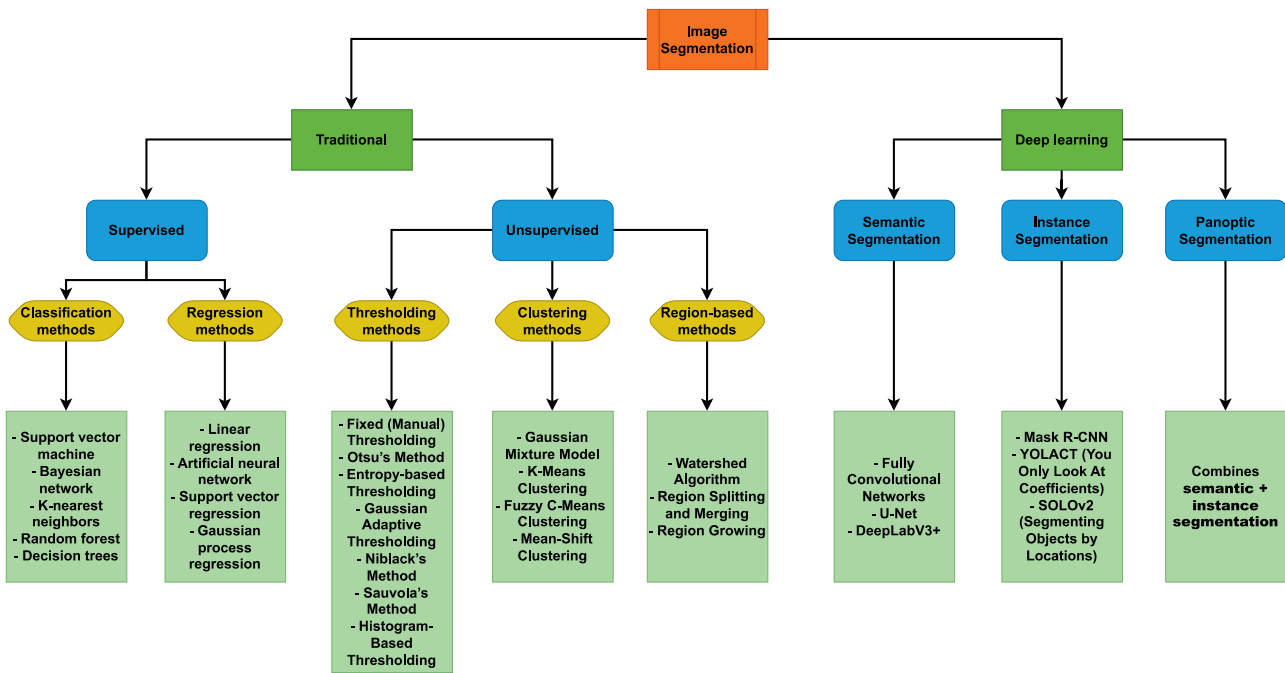 Image
Segmentation
Traditional
Deep learning
Supervised
Unsupervised
Semantic
Segmentation
Instance
Segmentation
Panoptic
Segmentation
Classification
methods
Regression
methods
Thresholding
methods
Clustering
methods
Region-based
methods
- Support vector
machine
- Bayesian
network
- K-nearest
neighbors
- Random forest
- Decision trees
- Linear
regression
- Artificial neural
network
- Support vector
regression
- Gaussian
process
regression
- Fixed (Manual)
Thresholding
- Otsu's Method
- Entropy-based
Thresholding
- Gaussian
Adaptive
Thresholding
- Niblack's
Method
- Sauvola's
Method
- Histogram-
Based
Thresholding
- Gaussian
Mixture Model
- K-Means
Clustering
- Fuzzy C-Means
Clustering
- Mean-Shift
Clustering
- Watershed
Algorithm
- Region Splitting
and Merging
- Region Growing
- Fully
Convolutional
Networks
- U-Net
- DeepLabV3+
- Mask R-CNN
- YOLACT (You
Only Look At
Coefficients)
- SOLOv2
(Segmenting
Objects by
Locations)
Combines
semantic +
instance
segmentation